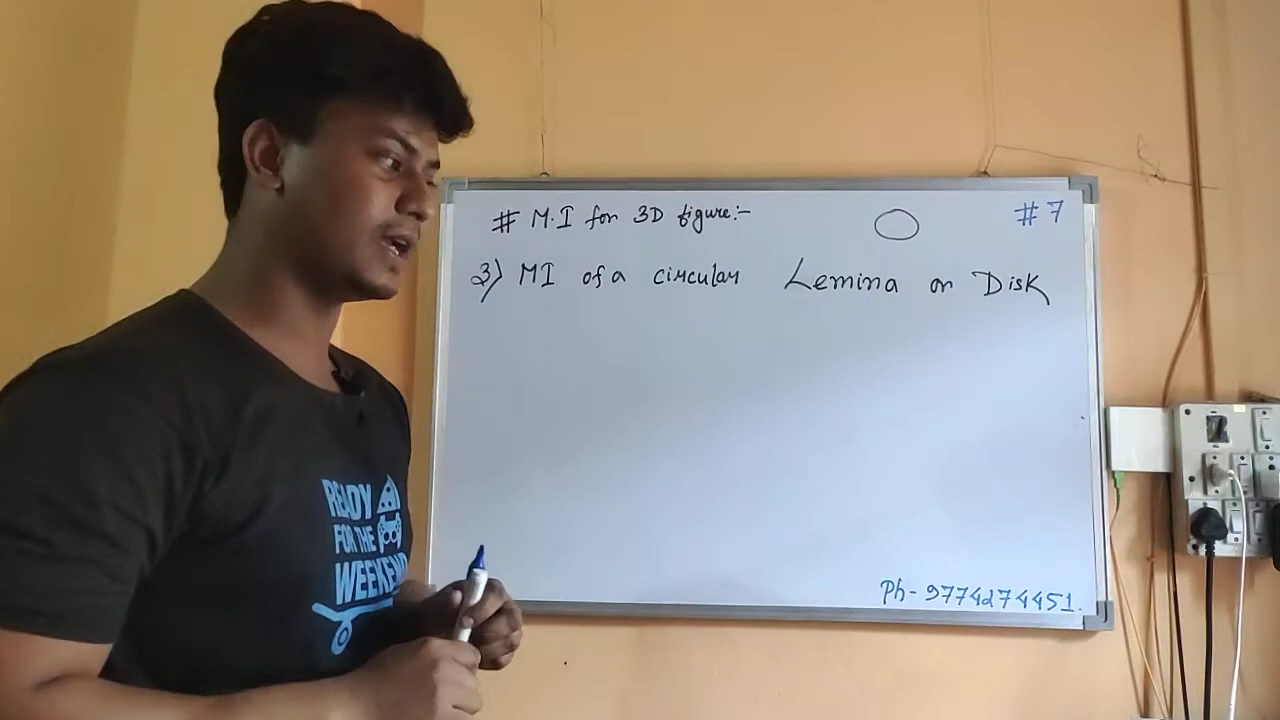 # M.I for 3D figure:-
#7
3) MI of a circular Lemina or Disk
READY
FOR THE
WEEKEND
Ph- 9774274451.